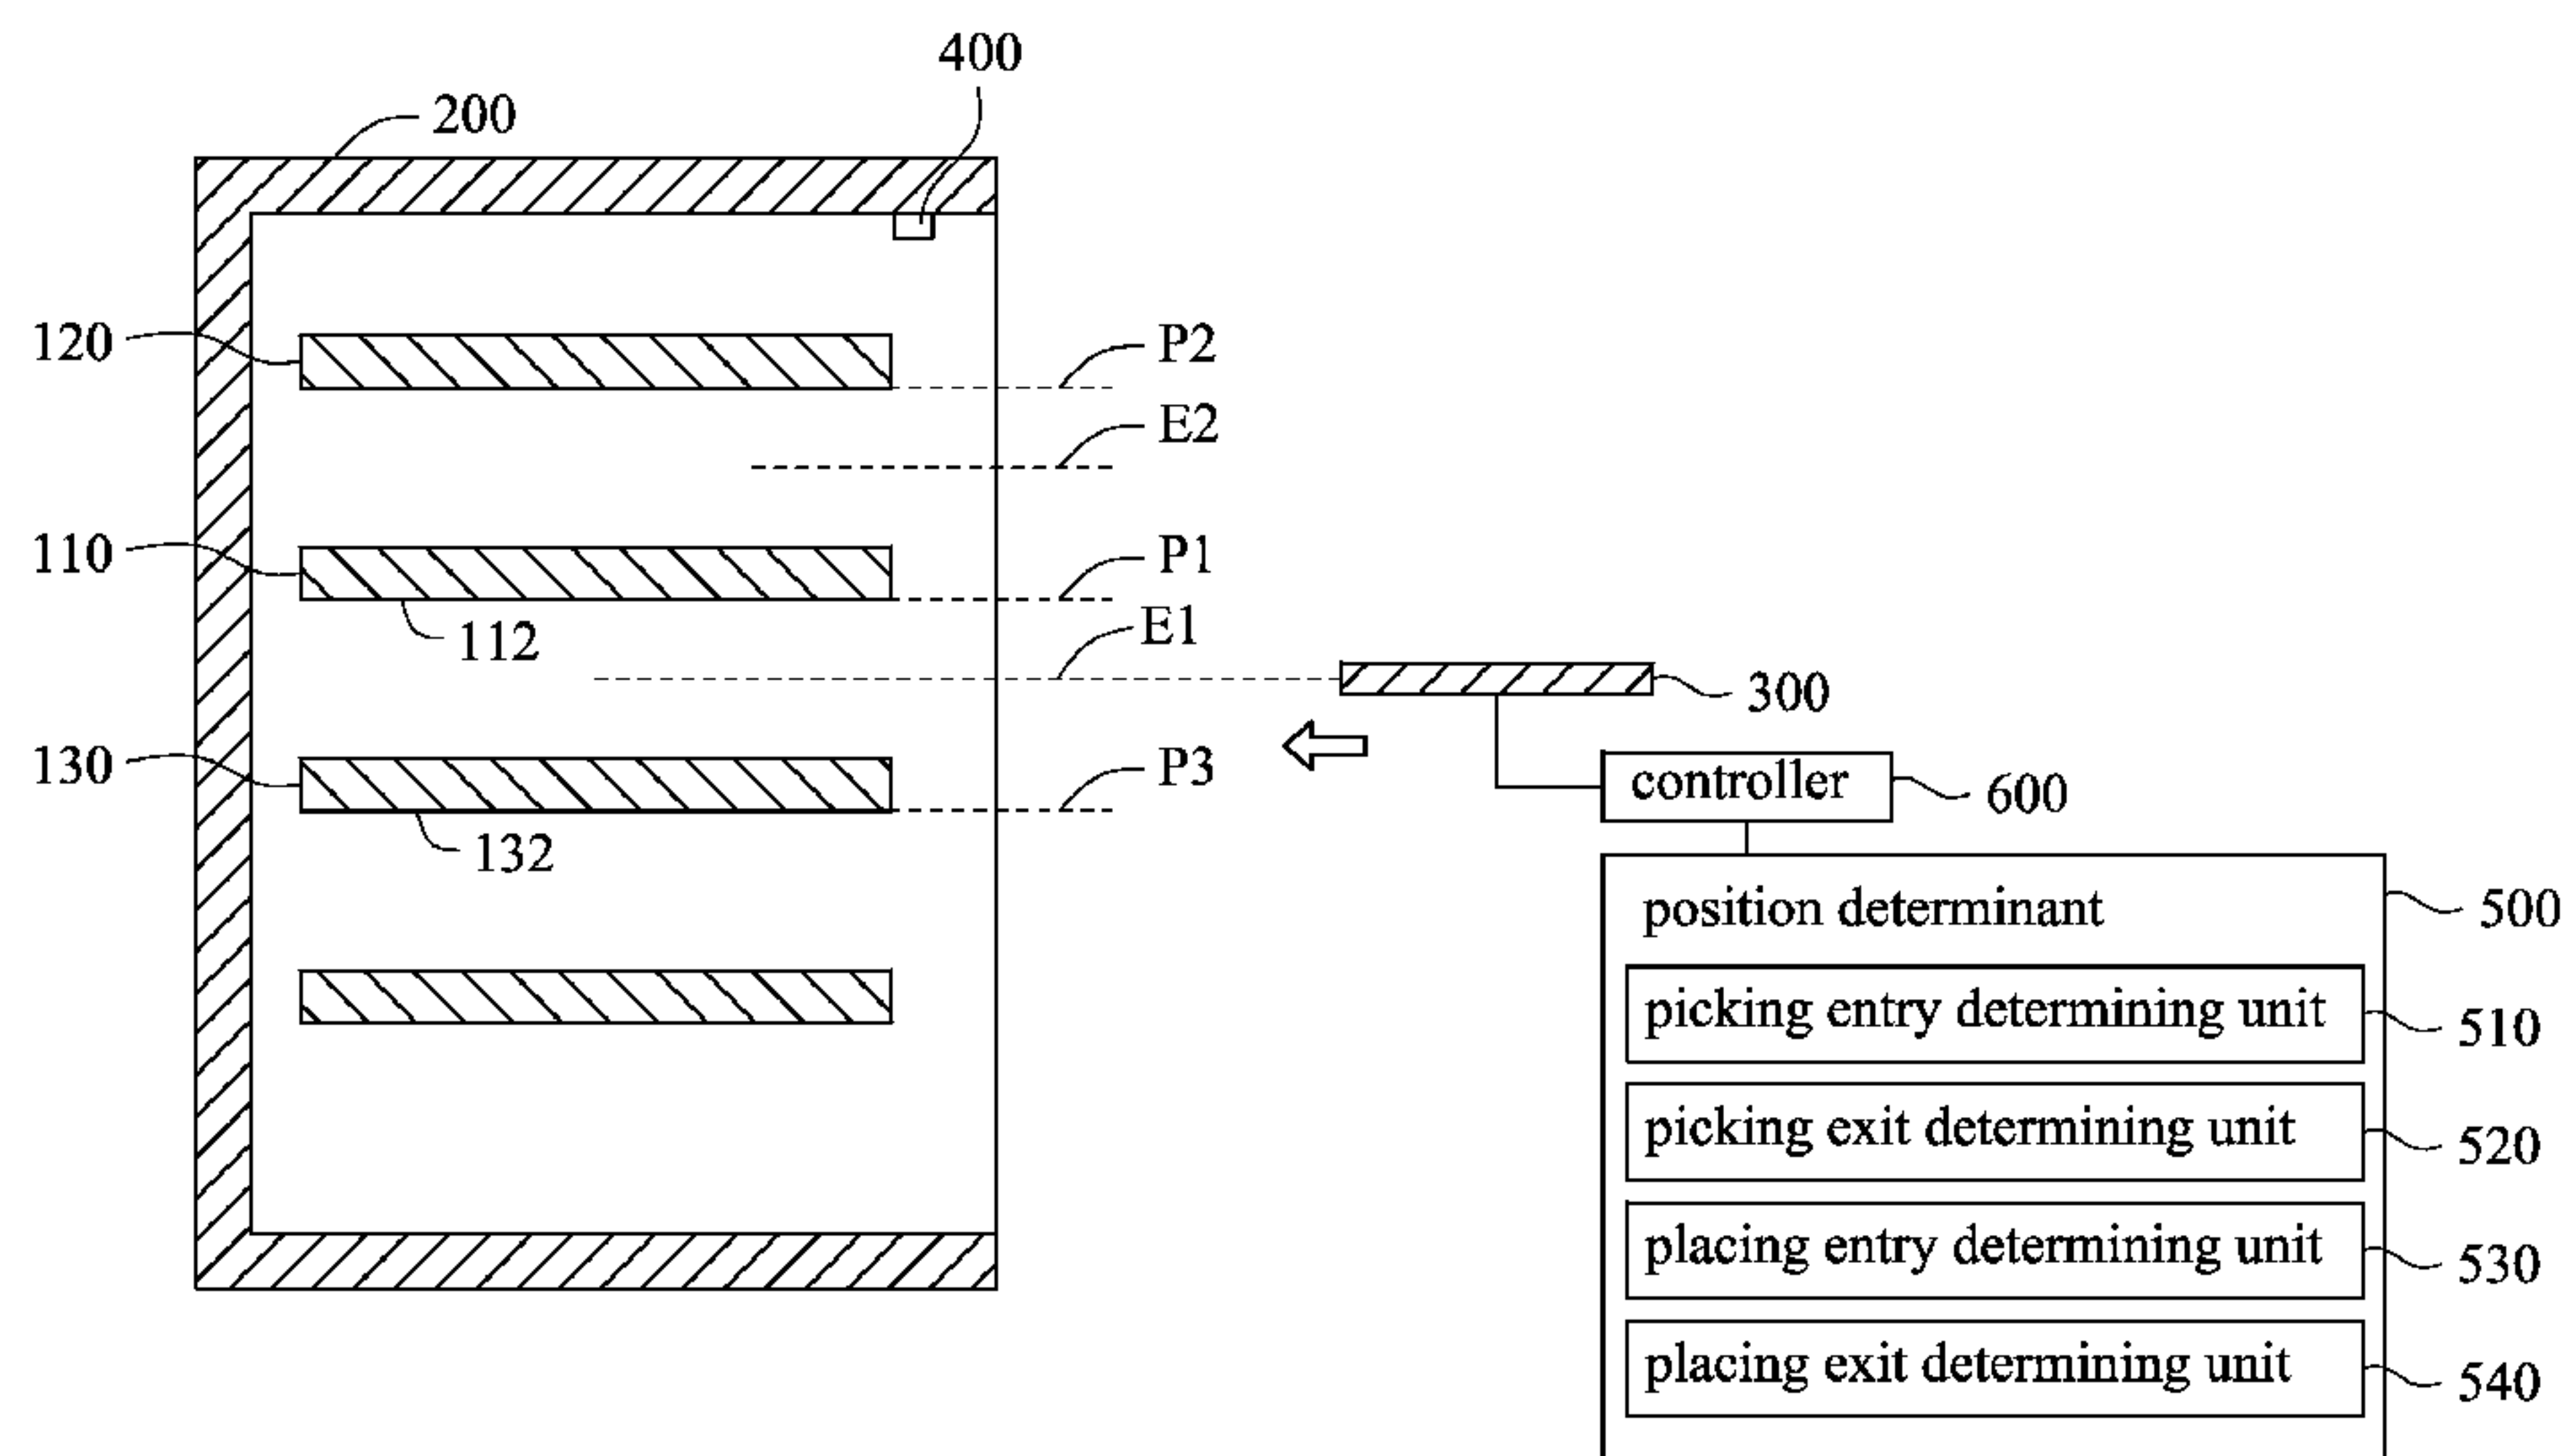 400
200
120
P2
E2
110
P1
112
E1
300
130
P3
controller
600
132
position determinant
500
picking entry determining unit
510
picking exit determining unit
520
placing entry determining unit
530
placing exit determining unit
540